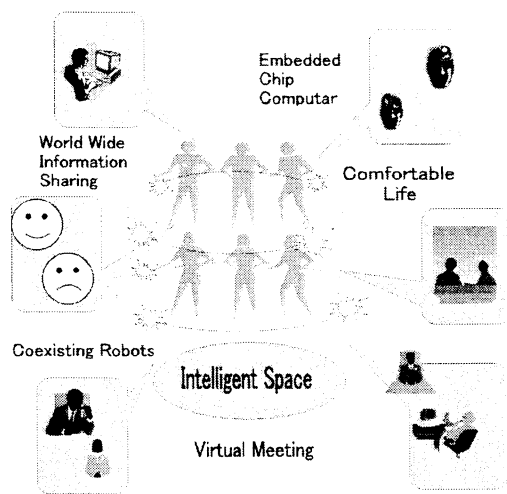 Embedded
Chip
Computar
World Wide
Information
Sharing
Comfortable
Life
Coexisting Robots
Intelligent Space
Virtual Meeting